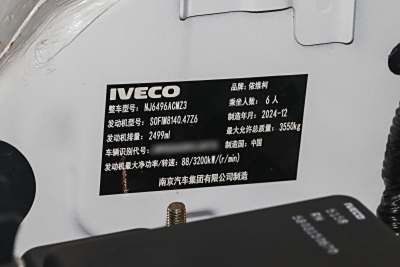 IVECO
品牌：依维柯
整车型号：NJ6496ACMZ3
乘坐人数：6 人
发动机型号：SOFIM8140.47Z6
制造年月：2024-12
发动机排量：2499ml
最大允许总质量：3550kg
车辆识别代号：
制造国：中国
发动机最大净功率/转速：88/3200kW/(r/min)
南京汽车集团有限公司制造